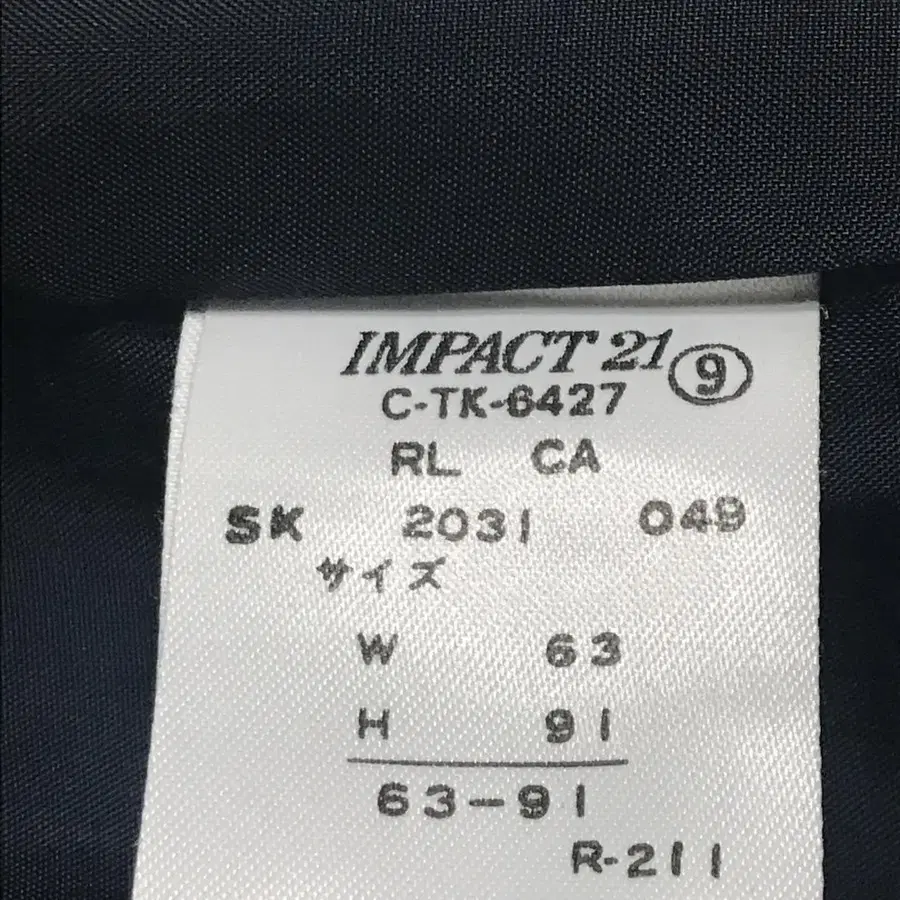 IMPACT 21 ⑨
C-TK-6427
RL CA
SK 2031 049
サイズ
W 63
H 91
63-91
R-211